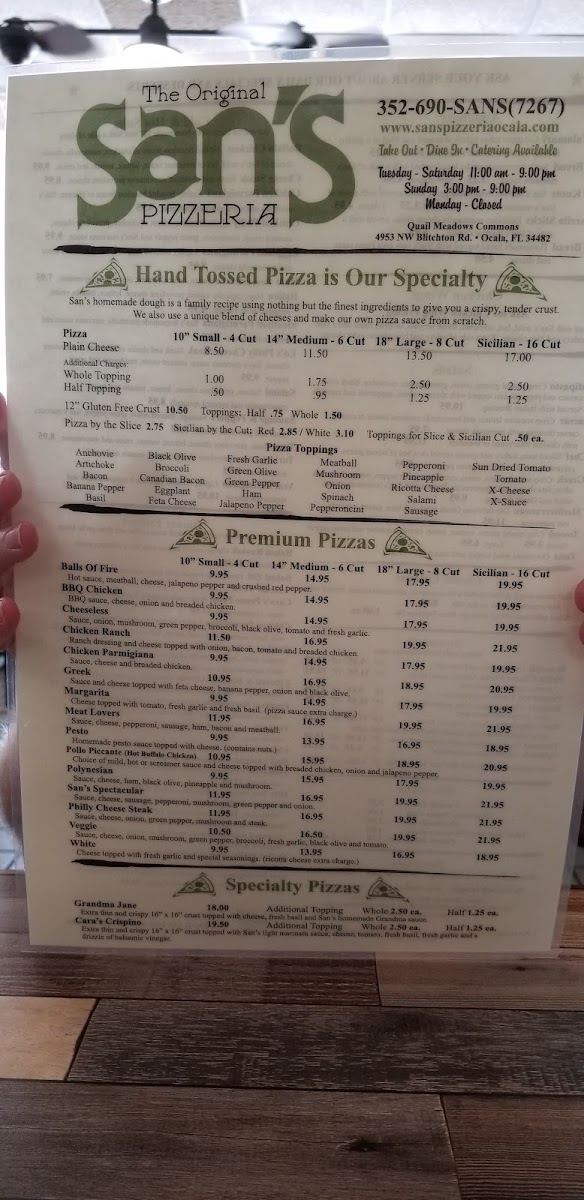 The Original
San's
PIZZERIA
352-690-SANS(7267)
www.sanspizzeriaocala.com
Take Out • Dine In • Catering Available
Tuesday - Saturday 11:00 am - 9:00 pm
Sunday 3:00 pm - 9:00 pm
Monday - Closed
Quail Meadows Commons
4953 NW Blitchton Rd. • Ocala, FL 34482
Hand Tossed Pizza is Our Specialty
San's homemade dough is a family recipe using nothing but the finest ingredients to give you a crispy, tender crust.
We also use a unique blend of cheeses and make our own pizza sauce from scratch.
Pizza 10" Small - 4 Cut 14" Medium - 6 Cut 18" Large - 8 Cut Sicilian - 16 Cut
Plain Cheese 8.50 11.50 13.50 17.00
Additional Charges:
Whole Topping 1.00 1.75 2.50 2.50
Half Topping .50 .95 1.25 1.25
12" Gluten Free Crust 10.50 Toppings: Half .75 Whole 1.50
Pizza by the Slice 2.75 Sicilian by the Cut: Red 2.85 / White 3.10 Toppings for Slice & Sicilian Cut .50 ea.
Pizza Toppings
Anchovie Black Olive Fresh Garlic Meatball Pepperoni Sun Dried Tomato
Artichoke Broccoli Green Olive Mushroom Pineapple Tomato
Bacon Canadian Bacon Green Pepper Onion Ricotta Cheese X-Cheese
Banana Pepper Eggplant Ham Spinach Salami X-Sauce
Basil Feta Cheese Jalapeno Pepper Pepperoncini Sausage
Premium Pizzas
10" Small - 4 Cut 14" Medium - 6 Cut 18" Large - 8 Cut Sicilian - 16 Cut
Balls Of Fire 9.95 14.95 17.95 19.95
Hot sauce, meatball, cheese, jalapeno pepper and crushed red pepper.
BBQ Chicken 9.95 14.95 17.95 19.95
BBQ sauce, cheese, onion and breaded chicken.
Cheeseless 9.95 14.95 17.95 19.95
Sauce, onion, mushroom, green pepper, broccoli, black olive, tomato and fresh garlic.
Chicken Ranch 11.50 16.95 19.95 21.95
Ranch dressing and cheese topped with onion, bacon, tomato and breaded chicken.
Chicken Parmigiana 9.95 14.95 17.95 19.95
Sauce, cheese and breaded chicken.
Greek 10.95 16.95 18.95 20.95
Sauce and cheese topped with feta cheese, banana pepper, onion and black olive.
Margarita 9.95 14.95 17.95 19.95
Cheese topped with tomato, fresh garlic and fresh basil. (pizza sauce extra charge.)
Meat Lovers 11.95 16.95 19.95 21.95
Sauce, cheese, pepperoni, sausage, ham, bacon and meatball.
Pesto 9.95 13.95 16.95 18.95
Homemade pesto sauce topped with cheese. (contains nuts.)
Pollo Piccante (Hot Buffalo Chicken) 10.95 15.95 18.95 20.95
Choice of mild, hot or screamer sauce and cheese topped with breaded chicken, onion and jalapeno pepper.
Polynesian 9.95 15.95 17.95 19.95
Sauce, cheese, ham, black olive, pineapple and mushroom.
San's Spectacular 11.95 16.95 19.95 21.95
Sauce, cheese, sausage, pepperoni, mushroom, green pepper and onion.
Philly Cheese Steak 11.95 16.95 19.95 21.95
Sauce, cheese, onion, green pepper, mushroom and steak.
Veggie 10.50 16.50 19.95 21.95
Sauce, cheese, onion, mushroom, green pepper, broccoli, fresh garlic, black olive and tomato.
White 9.95 13.95 16.95 18.95
Cheese topped with fresh garlic and special seasonings. (ricotta cheese extra charge.)
Specialty Pizzas
Grandma Jane 18.00 Additional Topping Whole 2.50 ea. Half 1.25 ea.
Extra thin and crispy 16" x 16" crust topped with cheese, fresh basil and San's homemade Grandma sauce.
Cara's Crispino 19.50 Additional Topping Whole 2.50 ea. Half 1.25 ea.
Extra thin and crispy 16" x 16" crust topped with San's light marinara sauce, cheese, tomato, fresh basil, fresh garlic and a
drizzle of balsamic vinegar.